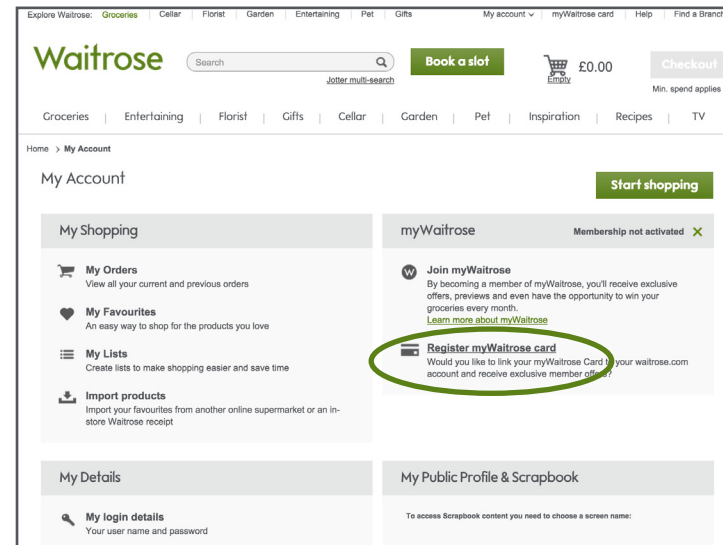 Explore Waitrose: Groceries Cellar Florist Garden Entertaining Pet Gifts My account myWaitrose card Help Find a Branch
Waitrose
Search
Jotter multi-search
Book a slot
Empty
£0.00
Checkout
Min. spend applies
Groceries | Entertaining | Florist | Gifts | Cellar | Garden | Pet | Inspiration | Recipes | TV
Home > My Account
My Account
Start shopping
My Shopping
My Orders
View all your current and previous orders
My Favourites
An easy way to shop for the products you love
My Lists
Create lists to make shopping easier and save time
Import products
Import your favourites from another online supermarket or an in-
store Waitrose receipt
myWaitrose
Membership not activated X
W
Join myWaitrose
By becoming a member of myWaitrose, you'll receive exclusive
offers, previews and even have the opportunity to win your
groceries every month.
Learn more about myWaitrose
Register myWaitrose card
Would you like to link your myWaitrose Card to your waitrose.com
account and receive exclusive member offers?
My Details
My login details
Your user name and password
My Public Profile & Scrapbook
To access Scrapbook content you need to choose a screen name: